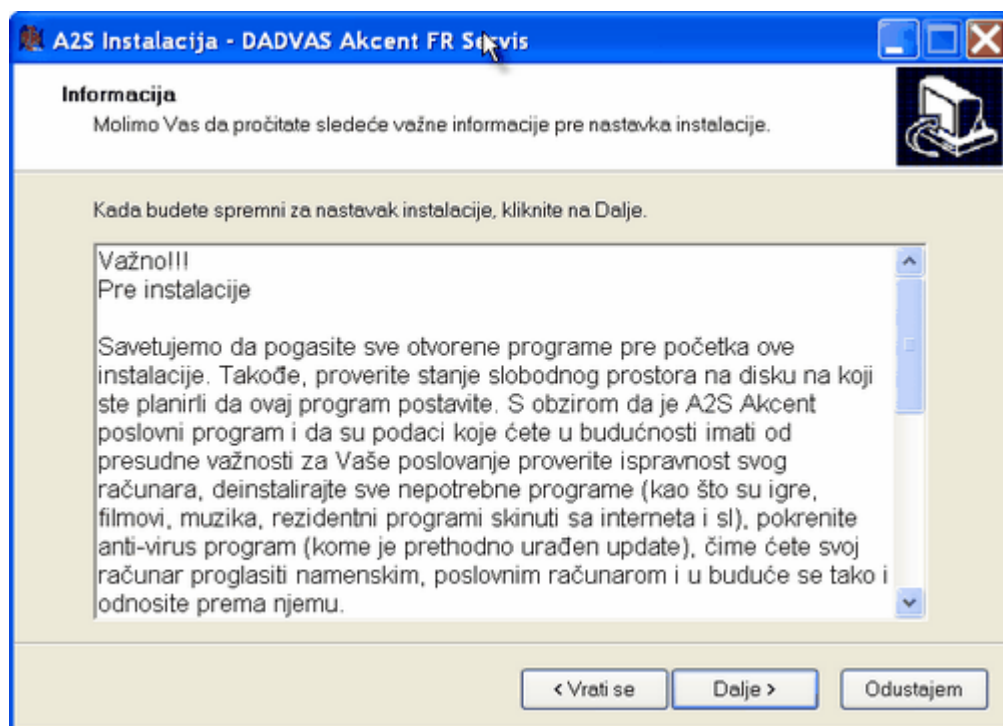 A2S Instalacija - DADVAS Akcent FR Servis
Informacija
Molimo Vas da pročitate sledeće važne informacije pre nastavka instalacije.
Kada budete spremni za nastavak instalacije, kliknite na Dalje.
Važno!!!
Pre instalacije
Savetujemo da pogasite sve otvorene programe pre početka ove
instalacije. Takođe, proverite stanje slobodnog prostora na disku na koji
ste planirli da ovaj program postavite. S obzirom da je A2S Akcent
poslovni program i da su podaci koje ćete u budućnosti imati od
presudne važnosti za Vaše poslovanje proverite ispravnost svog
računara, deinstalirajte sve nepotrebne programe (kao što su igre,
filmovi, muzika, rezidentni programi skinuti sa interneta i sl), pokrenite
anti-virus program (kome je prethodno urađen update), čime ćete svoj
računar proglasiti namenskim, poslovnim računarom i u buduće se tako i
odnosite prema njemu.
< Vrati se
Dalje >
Odustajem